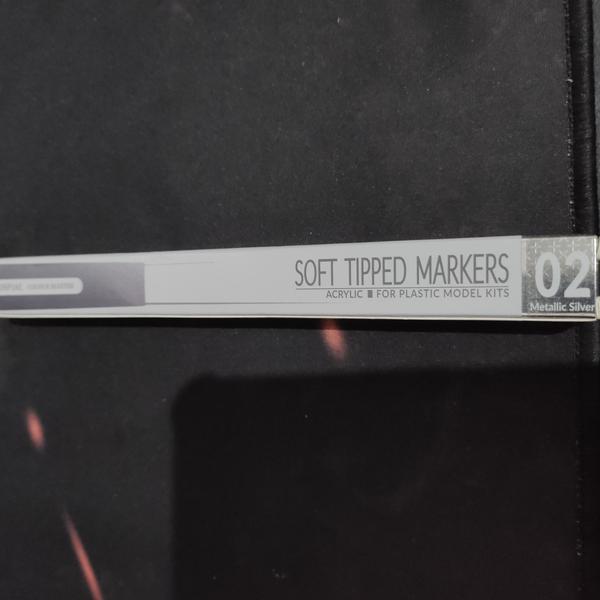 SOFT TIPPED MARKERS
ACRYLIC ■ FOR PLASTIC MODEL KITS
02
Metallic Silver